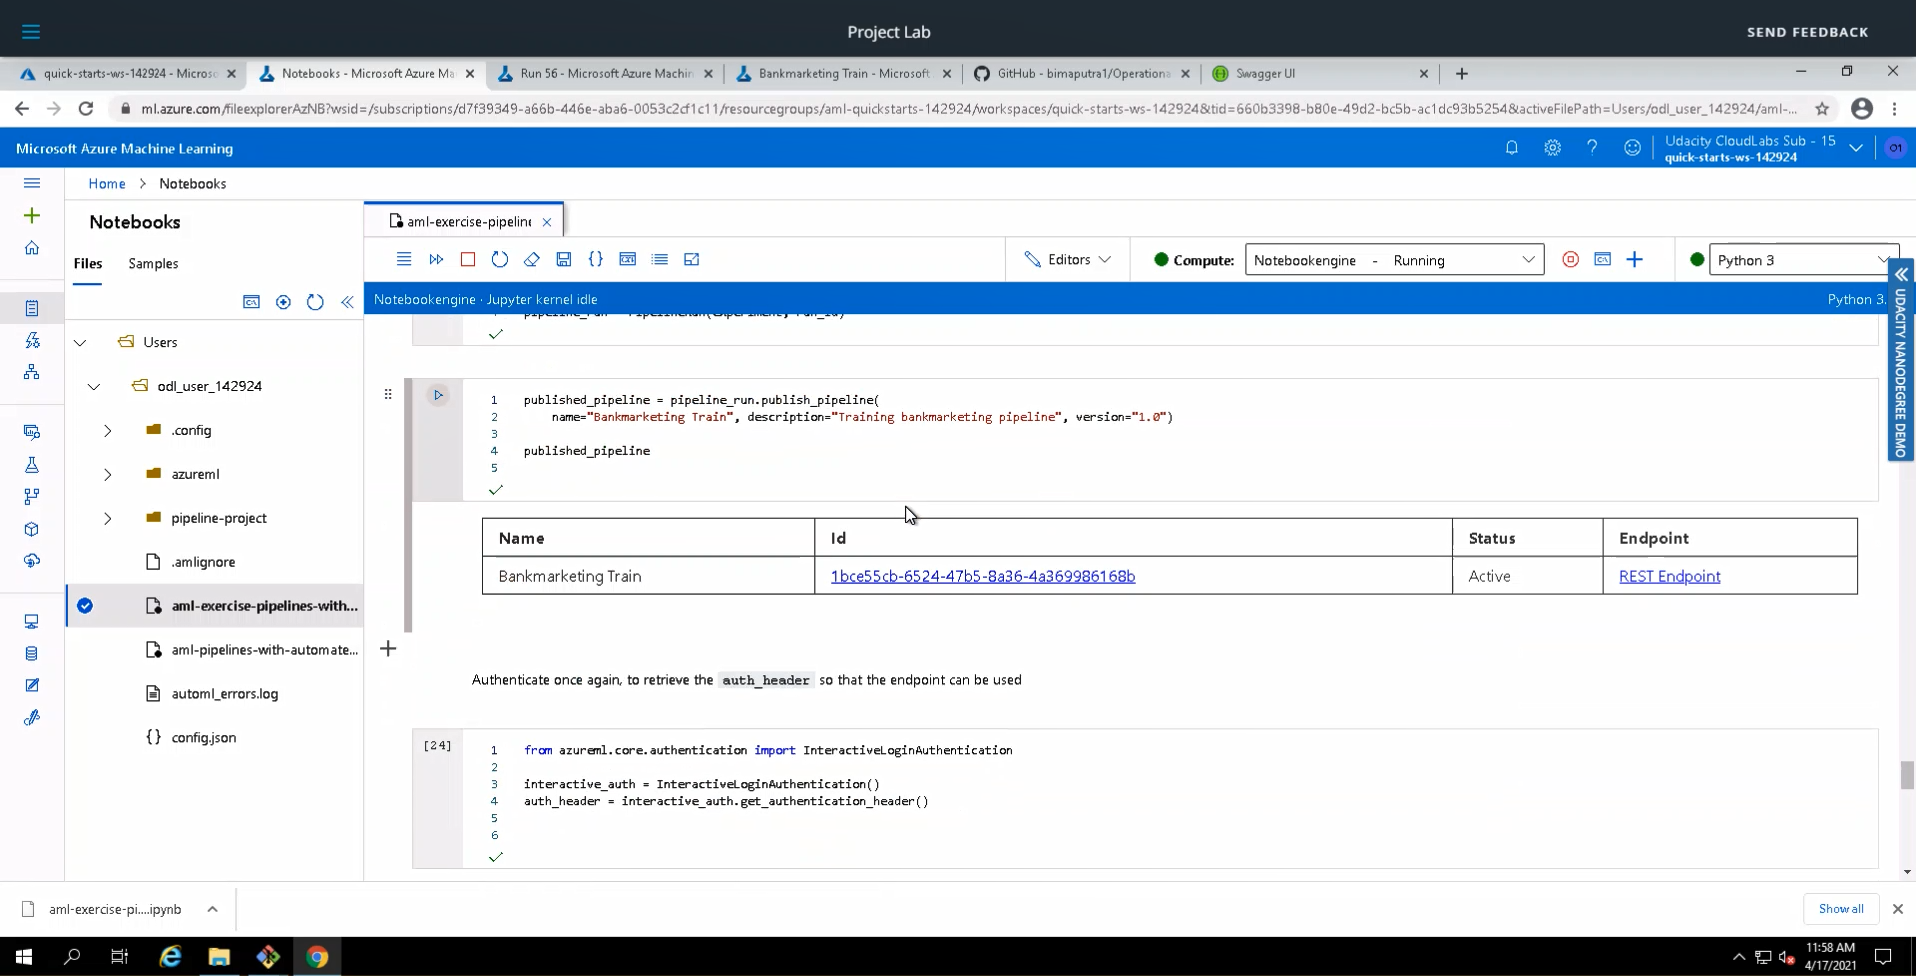 Project Lab
SEND FEEDBACK
quick-starts-ws-142924 - Microso
Notebooks - Microsoft Azure Ma
Run 56 - Microsoft Azure Machin
Bankmarketing Train - Microsoft
GitHub - bimaputra1/Operationa
Swagger UI
ml.azure.com/fileexplorerAzNB?wsid=/subscriptions/d7f39349-a66b-446e-aba6-0053c2cf1c11/resourcegroups/aml-quickstarts-142924/workspaces/quick-starts-ws-142924&tid=660b3398-b80e-49d2-bc5b-ac1dc93b5254&activeFilePath=Users/odl_user_142924/aml-...
Microsoft Azure Machine Learning
Udacity CloudLabs Sub - 15
quick-starts-ws-142924
O1
Home > Notebooks
Notebooks
aml-exercise-pipeline
Files
Samples
Editors
Compute:
Notebookengine - Running
Python 3
Notebookengine · Jupyter kernel idle
Python 3.
UDACITY NANODEGREE DEMO
Users
odl_user_142924
.config
azureml
pipeline-project
.amlignore
aml-exercise-pipelines-with...
aml-pipelines-with-automate...
automl_errors.log
config.json
pipeline_run = PipelineRun(experiment, run_id)
1 published_pipeline = pipeline_run.publish_pipeline(
2 name="Bankmarketing Train", description="Training bankmarketing pipeline", version="1.0")
3
4 published_pipeline
5
Name Id Status Endpoint
Bankmarketing Train 1bce55cb-6524-47b5-8a36-4a369986168b Active REST Endpoint
Authenticate once again, to retrieve the auth_header so that the endpoint can be used
[24]
1 from azureml.core.authentication import InteractiveLoginAuthentication
2
3 interactive_auth = InteractiveLoginAuthentication()
4 auth_header = interactive_auth.get_authentication_header()
5
6
aml-exercise-pi....ipynb
Show all
11:58 AM
4/17/2021